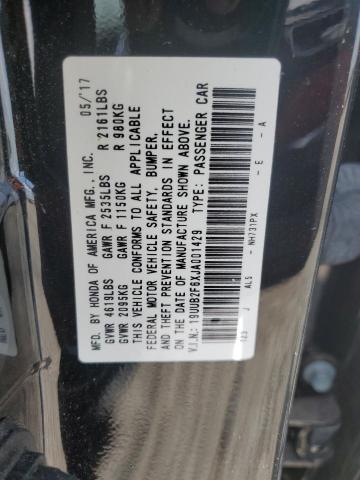 MFD. BY HONDA OF AMERICA MFG., INC. 05/'17
GVWR 4619LBS GAWR F 2535LBS R 2161LBS
GVWR 2095KG GAWR F 1150KG R 980KG
THIS VEHICLE CONFORMS TO ALL APPLICABLE
FEDERAL MOTOR VEHICLE SAFETY, BUMPER,
AND THEFT PREVENTION STANDARDS IN EFFECT
ON THE DATE OF MANUFACTURE SHOWN ABOVE.
V.I.N.: 19UUB2F6XJA001429 TYPE: PASSENGER CAR
123 J AL5 - NH731PX - E - A